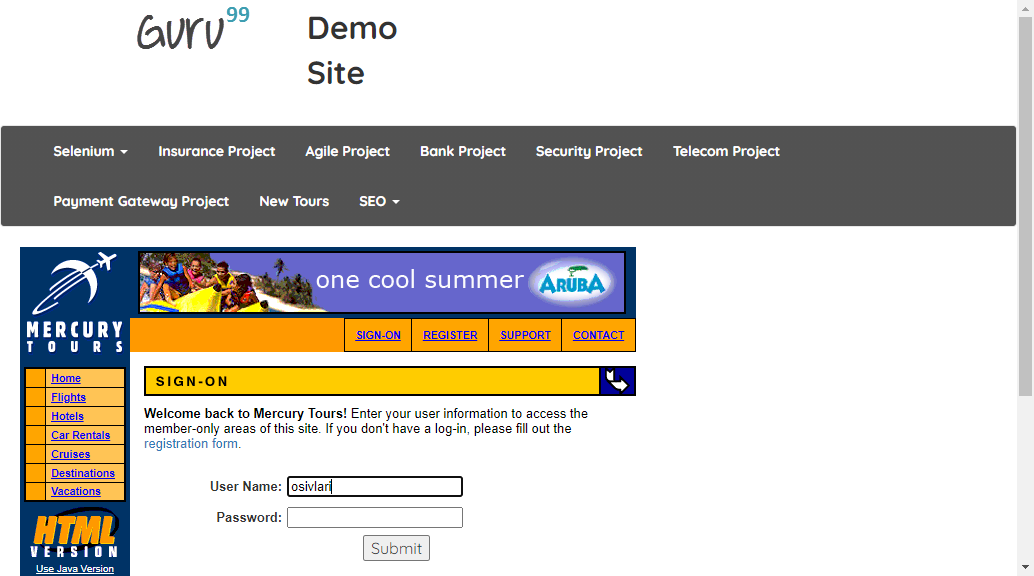 Guru99
Demo
Site
Selenium
Insurance Project
Agile Project
Bank Project
Security Project
Telecom Project
Payment Gateway Project
New Tours
SEO
one cool summer
ARUBA
MERCURY
TOURS
SIGN-ON
REGISTER
SUPPORT
CONTACT
Home
Flights
Hotels
Car Rentals
Cruises
Destinations
Vacations
HTML
VERSION
Use Java Version
SIGN-ON
Welcome back to Mercury Tours! Enter your user information to access the
member-only areas of this site. If you don't have a log-in, please fill out the
registration form.
User Name: osivlari
Password:
Submit